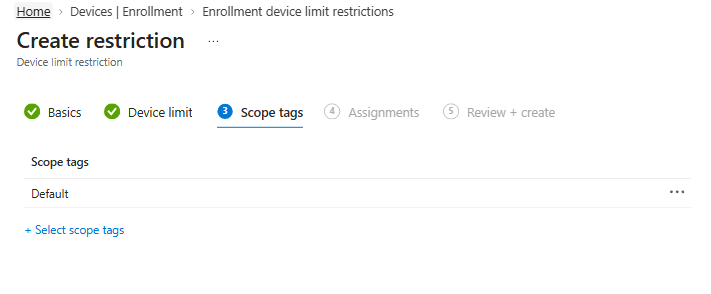 Home > Devices | Enrollment > Enrollment device limit restrictions
Create restriction ...
Device limit restriction
Basics Device limit 3 Scope tags 4 Assignments 5 Review + create
Scope tags
Default ...
+ Select scope tags